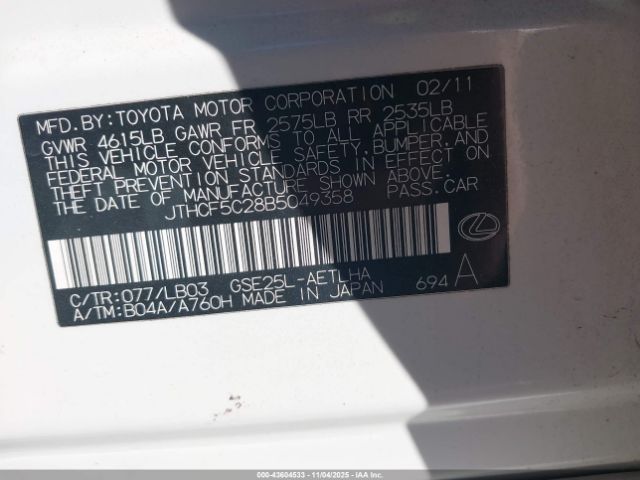 MFD. BY: TOYOTA MOTOR CORPORATION 02/11
GVWR 4615LB GAWR FR 2575LB RR 2535LB
THIS VEHICLE CONFORMS TO ALL APPLICABLE
FEDERAL MOTOR VEHICLE SAFETY, BUMPER, AND
THEFT PREVENTION STANDARDS IN EFFECT ON
THE DATE OF MANUFACTURE SHOWN ABOVE.
JTHCF5C28B5049358 PASS. CAR
C/TR: 077/LB03 GSE25L-AETLHA
A/TM: B04A/A760H MADE IN JAPAN 694 A
000-43604533 - 11/04/2025 - IAAI.COM